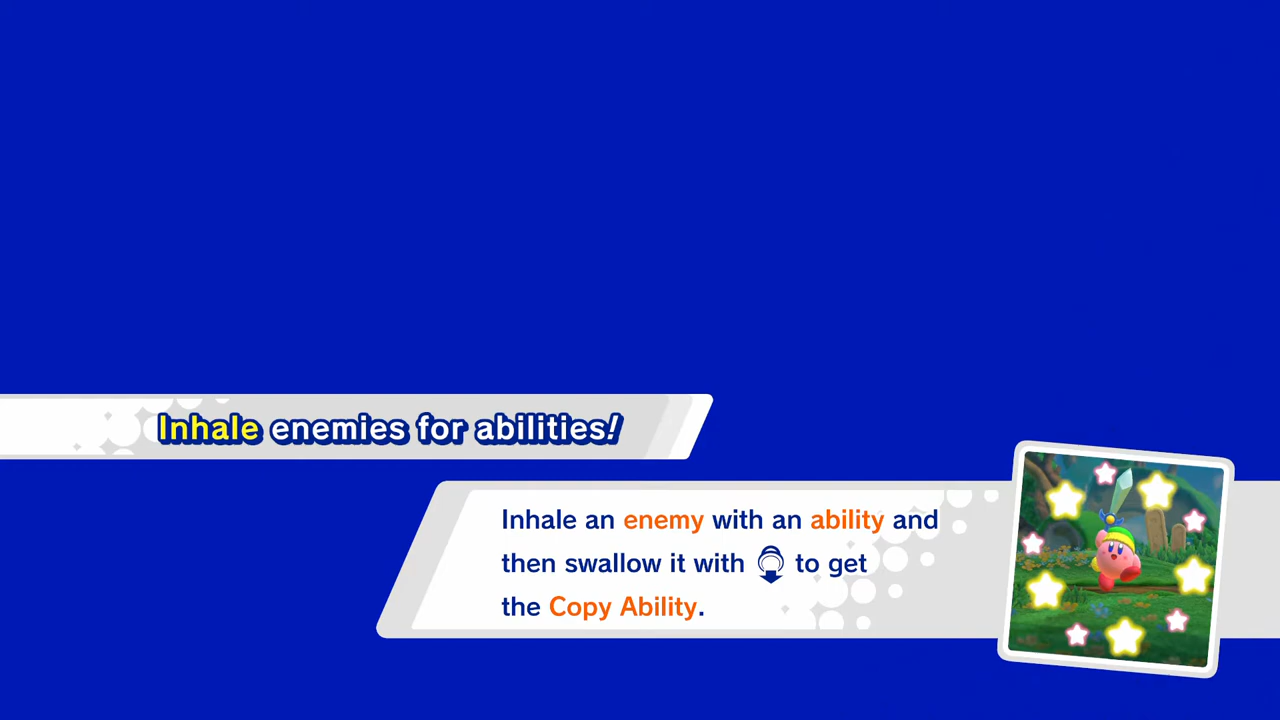 Inhale enemies for abilities!
Inhale an enemy with an ability and
then swallow it with to get
the Copy Ability.